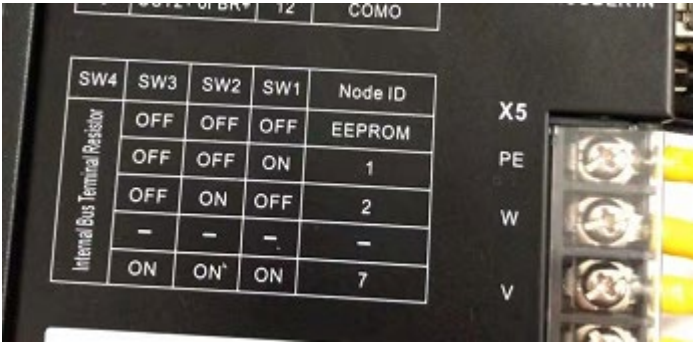 12 COMO
SW4 SW3 SW2 SW1 Node ID
Internal Bus Terminal Resistor
OFF OFF OFF EEPROM
OFF OFF ON 1
OFF ON OFF 2
– – – –
ON ON ON 7
X5
PE
W
V